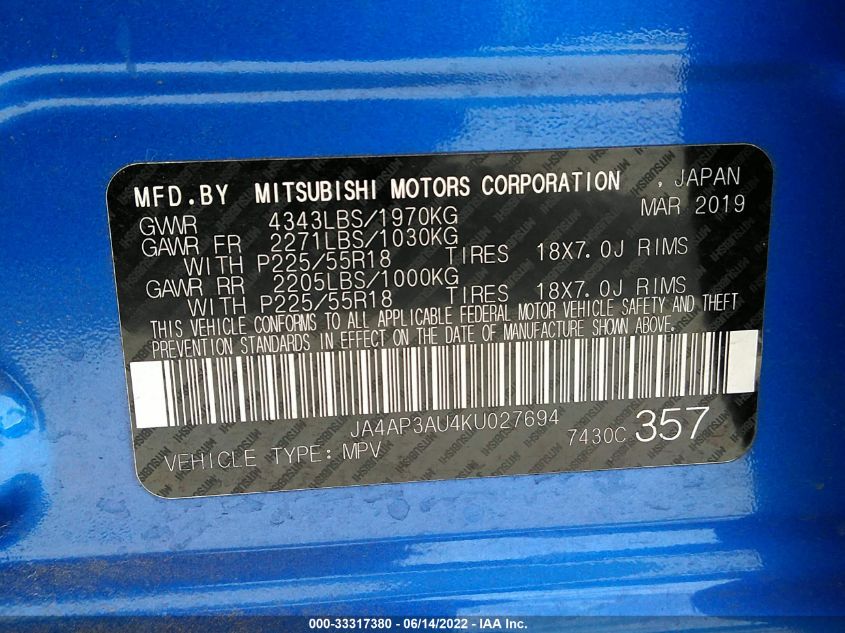 MFD.BY MITSUBISHI MOTORS CORPORATION , JAPAN
MAR 2019
GVWR 4343LBS/1970KG
GAWR FR 2271LBS/1030KG
WITH P225/55R18 TIRES 18X7.0J RIMS
GAWR RR 2205LBS/1000KG
WITH P225/55R18 TIRES 18X7.0J RIMS
THIS VEHICLE CONFORMS TO ALL APPLICABLE FEDERAL MOTOR VEHICLE SAFETY AND THEFT
PREVENTION STANDARDS IN EFFECT ON THE DATE OF MANUFACTURE SHOWN ABOVE.
JA4AP3AU4KU027694
7430C 357
VEHICLE TYPE: MPV
000-33317380 - 06/14/2022 - IAA Inc.